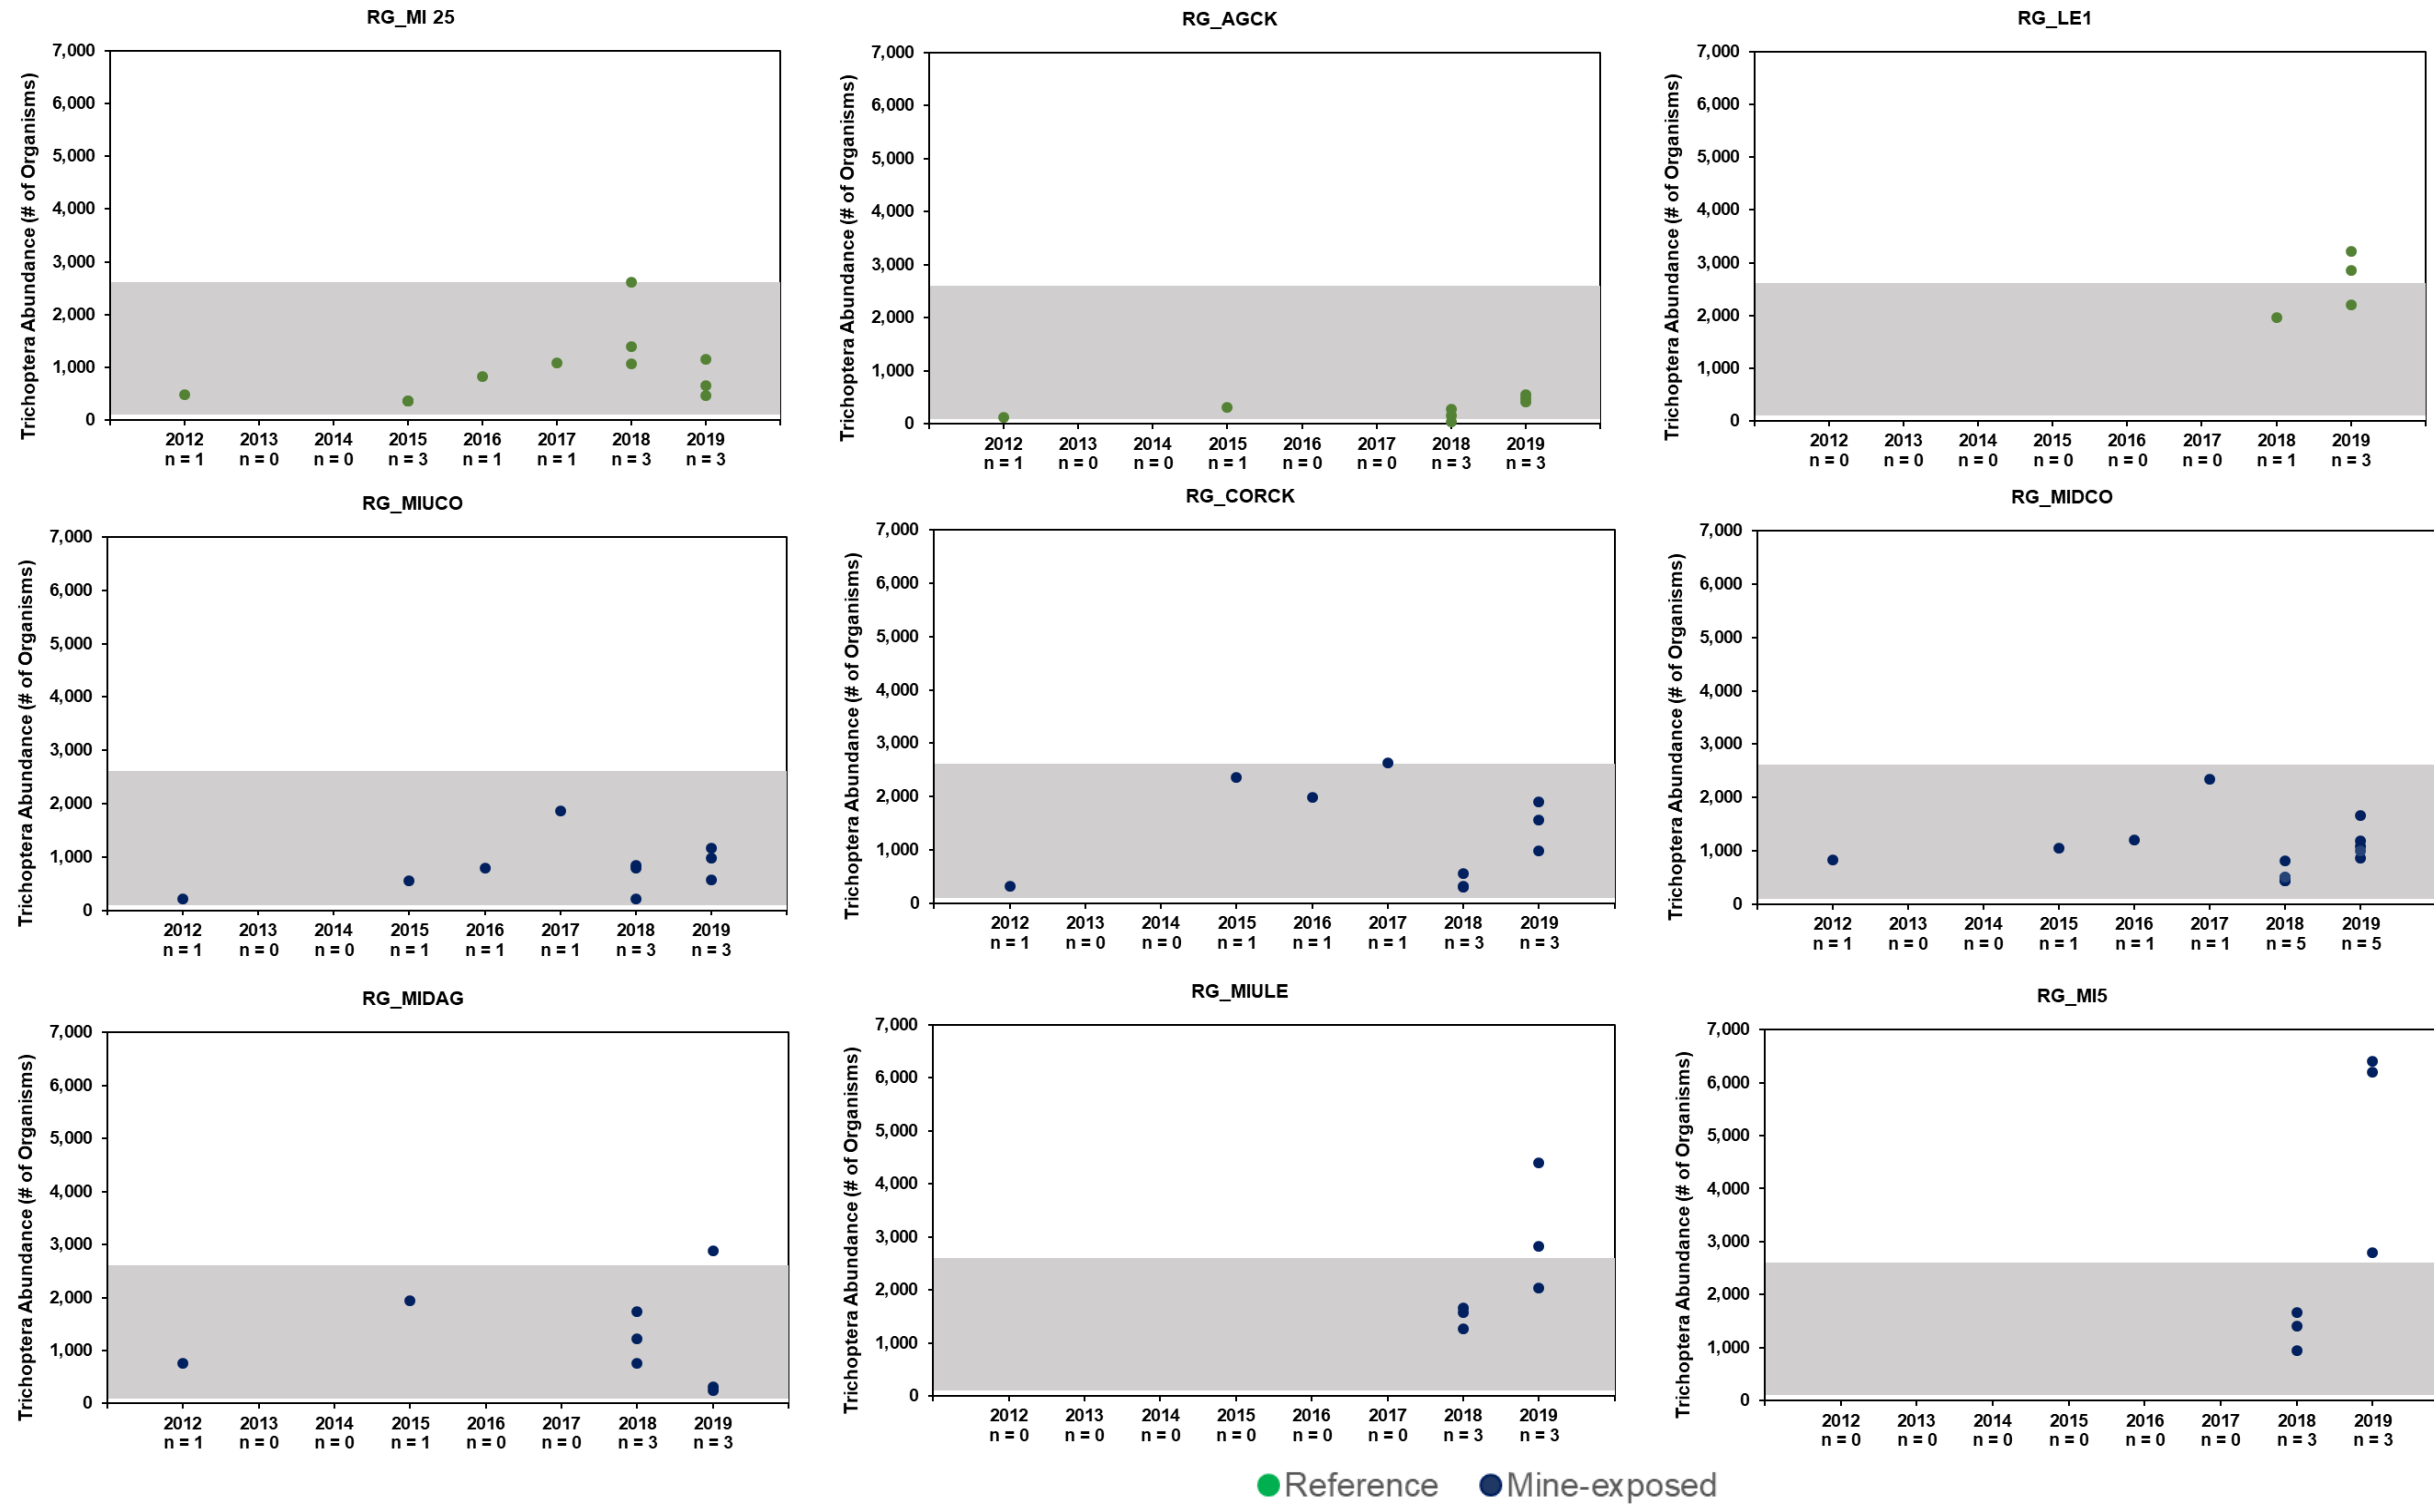 RG_MI 25
Trichoptera Abundance (# of Organisms)
7,000
6,000
5,000
4,000
3,000
2,000
1,000
0
2012 2013 2014 2015 2016 2017 2018 2019
n = 1 n = 0 n = 0 n = 3 n = 1 n = 1 n = 3 n = 3
RG_AGCK
Trichoptera Abundance (# of Organisms)
7,000
6,000
5,000
4,000
3,000
2,000
1,000
0
2012 2013 2014 2015 2016 2017 2018 2019
n = 1 n = 0 n = 0 n = 1 n = 0 n = 0 n = 3 n = 3
RG_LE1
Trichoptera Abundance (# of Organisms)
7,000
6,000
5,000
4,000
3,000
2,000
1,000
0
2012 2013 2014 2015 2016 2017 2018 2019
n = 0 n = 0 n = 0 n = 0 n = 0 n = 0 n = 1 n = 3
RG_MIUCO
Trichoptera Abundance (# of Organisms)
7,000
6,000
5,000
4,000
3,000
2,000
1,000
0
2012 2013 2014 2015 2016 2017 2018 2019
n = 1 n = 0 n = 0 n = 1 n = 1 n = 1 n = 3 n = 3
RG_CORCK
Trichoptera Abundance (# of Organisms)
7,000
6,000
5,000
4,000
3,000
2,000
1,000
0
2012 2013 2014 2015 2016 2017 2018 2019
n = 1 n = 0 n = 0 n = 1 n = 1 n = 1 n = 3 n = 3
RG_MIDCO
Trichoptera Abundance (# of Organisms)
7,000
6,000
5,000
4,000
3,000
2,000
1,000
0
2012 2013 2014 2015 2016 2017 2018 2019
n = 1 n = 0 n = 0 n = 1 n = 1 n = 1 n = 5 n = 5
RG_MIDAG
Trichoptera Abundance (# of Organisms)
7,000
6,000
5,000
4,000
3,000
2,000
1,000
0
2012 2013 2014 2015 2016 2017 2018 2019
n = 1 n = 0 n = 0 n = 1 n = 0 n = 0 n = 3 n = 3
RG_MIULE
Trichoptera Abundance (# of Organisms)
7,000
6,000
5,000
4,000
3,000
2,000
1,000
0
2012 2013 2014 2015 2016 2017 2018 2019
n = 0 n = 0 n = 0 n = 0 n = 0 n = 0 n = 3 n = 3
RG_MI5
Trichoptera Abundance (# of Organisms)
7,000
6,000
5,000
4,000
3,000
2,000
1,000
0
2012 2013 2014 2015 2016 2017 2018 2019
n = 0 n = 0 n = 0 n = 0 n = 0 n = 0 n = 3 n = 3
Reference Mine-exposed